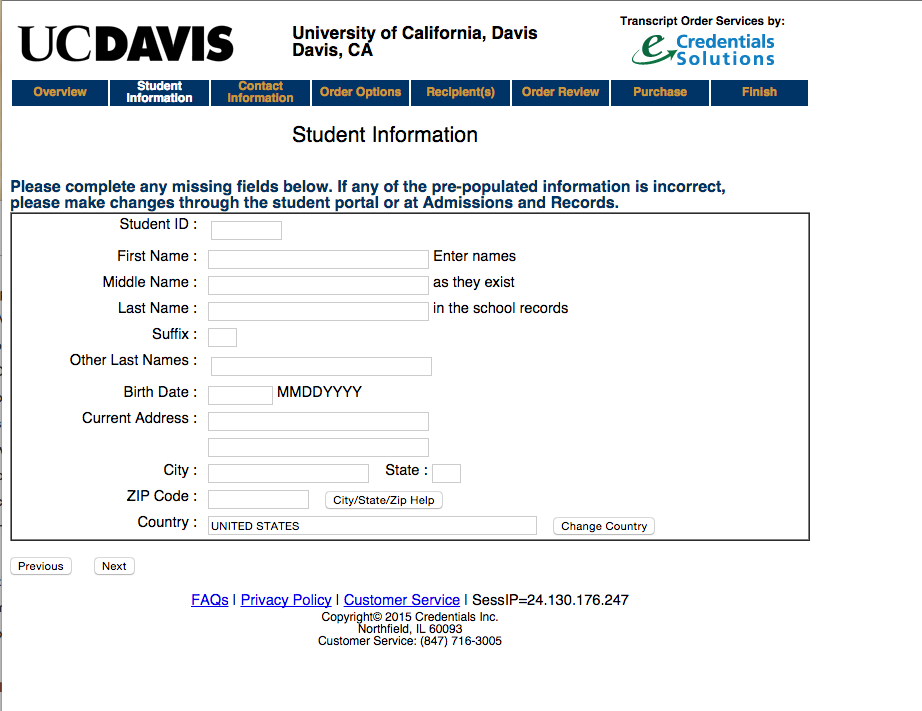 UCDAVIS
University of California, Davis
Davis, CA
Transcript Order Services by:
eCredentials
Solutions
Overview
Student
Information
Contact
Information
Order Options
Recipient(s)
Order Review
Purchase
Finish
Student Information
Please complete any missing fields below. If any of the pre-populated information is incorrect,
please make changes through the student portal or at Admissions and Records.
Student ID :
First Name : Enter names
Middle Name : as they exist
Last Name : in the school records
Suffix :
Other Last Names :
Birth Date : MMDDYYYY
Current Address :
City : State :
ZIP Code : City/State/Zip Help
Country : UNITED STATES Change Country
Previous Next
FAQs | Privacy Policy | Customer Service | SessIP=24.130.176.247
Copyright© 2015 Credentials Inc.
Northfield, IL 60093
Customer Service: (847) 716-3005